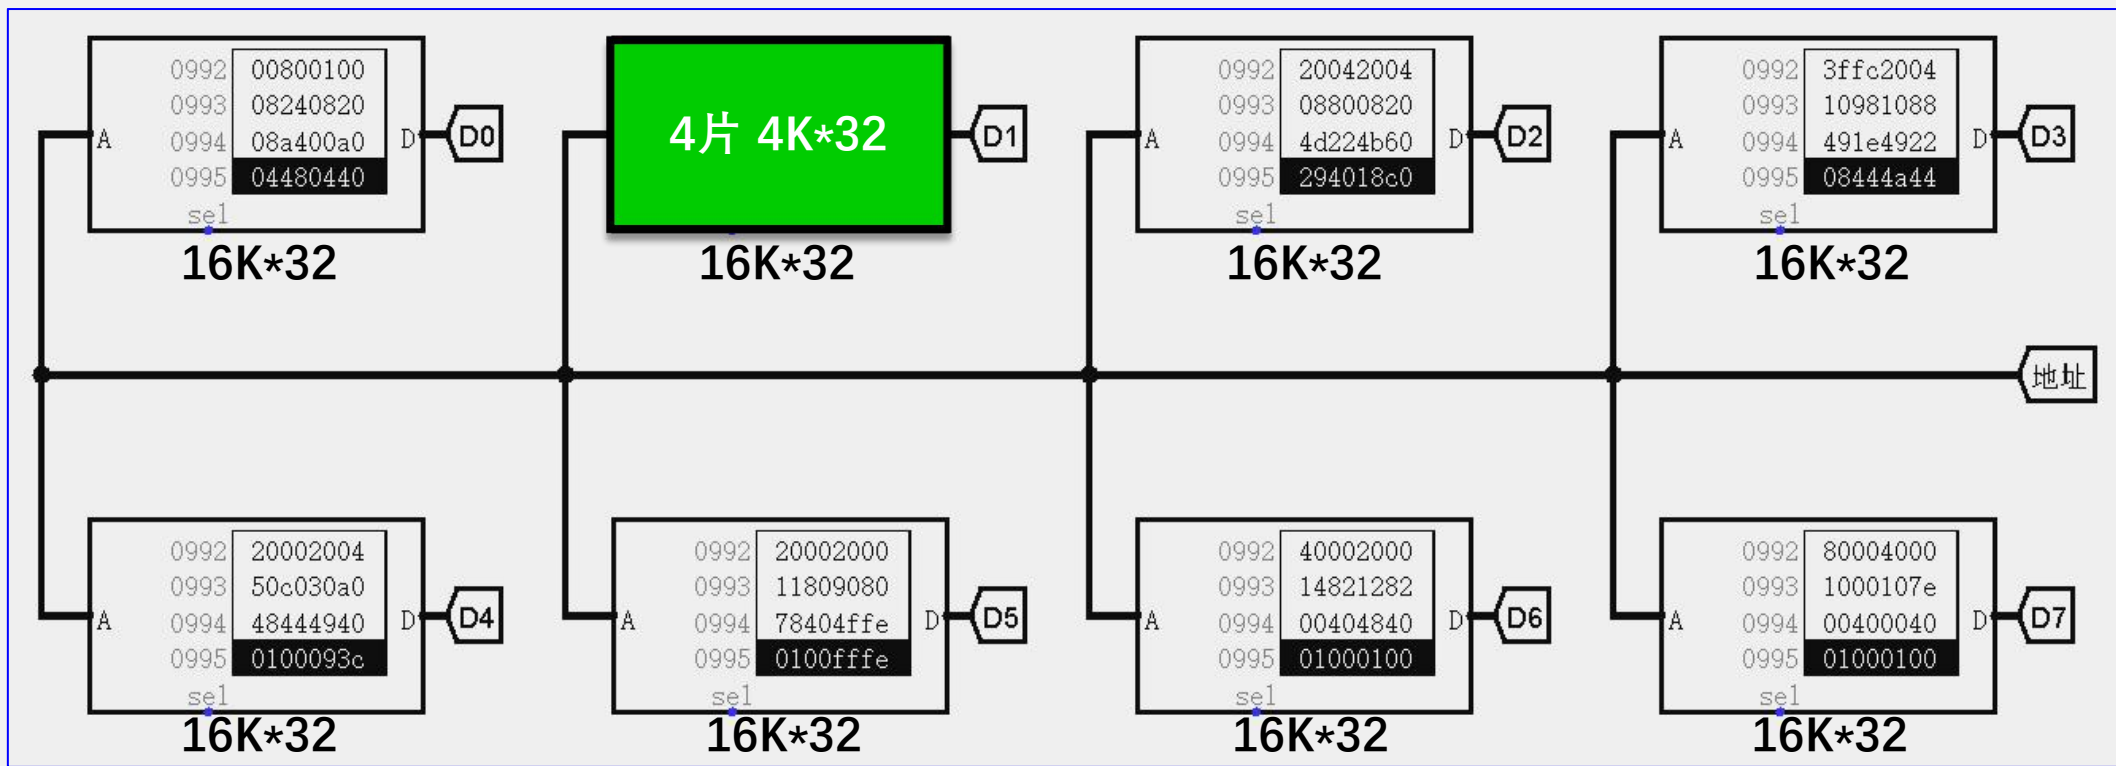 0992 00800100
0993 08240820
A 0994 08a400a0 D D0
0995 04480440
sel
16K*32
4片 4K*32
D1
16K*32
0992 20042004
0993 08800820
A 0994 4d224b60 D D2
0995 294018c0
sel
16K*32
0992 3ffc2004
0993 10981088
A 0994 491e4922 D D3
0995 08444a44
sel
16K*32
地址
0992 20002004
0993 50c030a0
A 0994 48444940 D D4
0995 0100093c
sel
16K*32
0992 20002000
0993 11809080
A 0994 78404ffe D D5
0995 0100fffe
sel
16K*32
0992 40002000
0993 14821282
A 0994 00404840 D D6
0995 01000100
sel
16K*32
0992 80004000
0993 1000107e
A 0994 00400040 D D7
0995 01000100
sel
16K*32